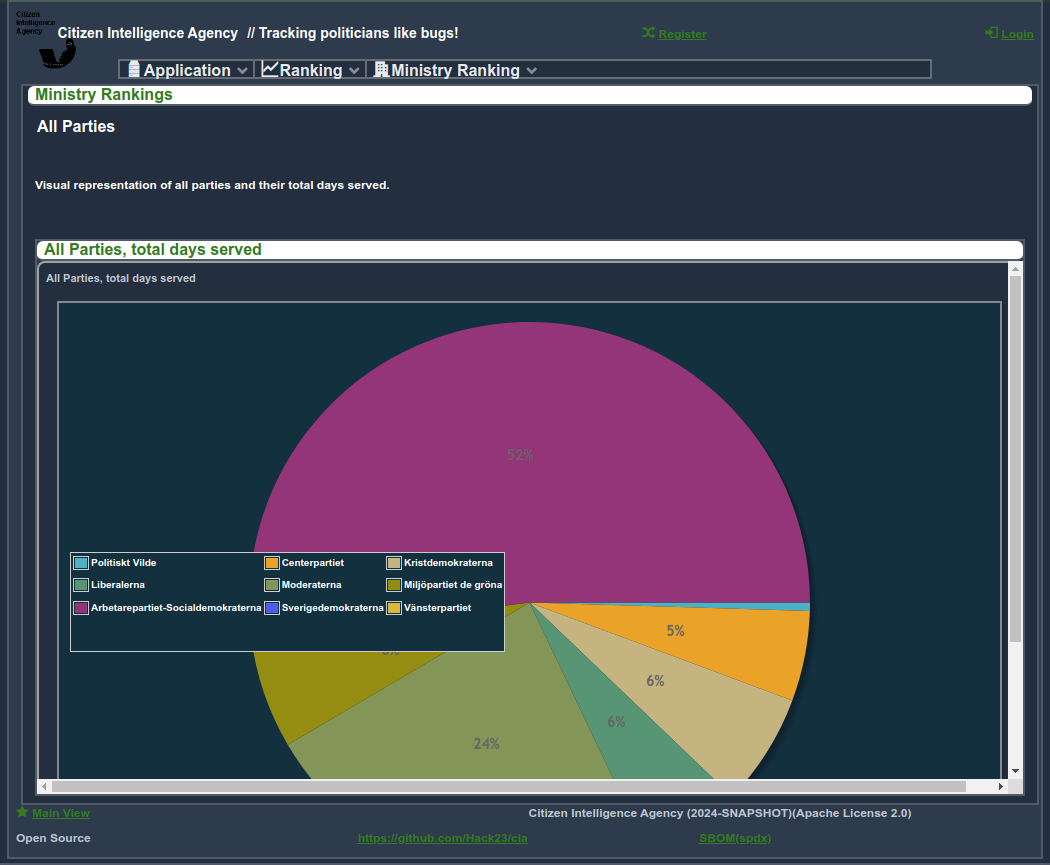 Citizen
Intelligence
Agency
Citizen Intelligence Agency // Tracking politicians like bugs!
Register
Login
Application
Ranking
Ministry Ranking
Ministry Rankings
All Parties
Visual representation of all parties and their total days served.
All Parties, total days served
All Parties, total days served
52%
Politiskt Vilde
Centerpartiet
Kristdemokraterna
Liberalerna
Moderaterna
Miljöpartiet de gröna
Arbetarepartiet-Socialdemokraterna
Sverigedemokraterna
Vänsterpartiet
5%
6%
6%
24%
Main View
Citizen Intelligence Agency (2024-SNAPSHOT)(Apache License 2.0)
Open Source
https://github.com/Hack23/cia
SBOM(spdx)